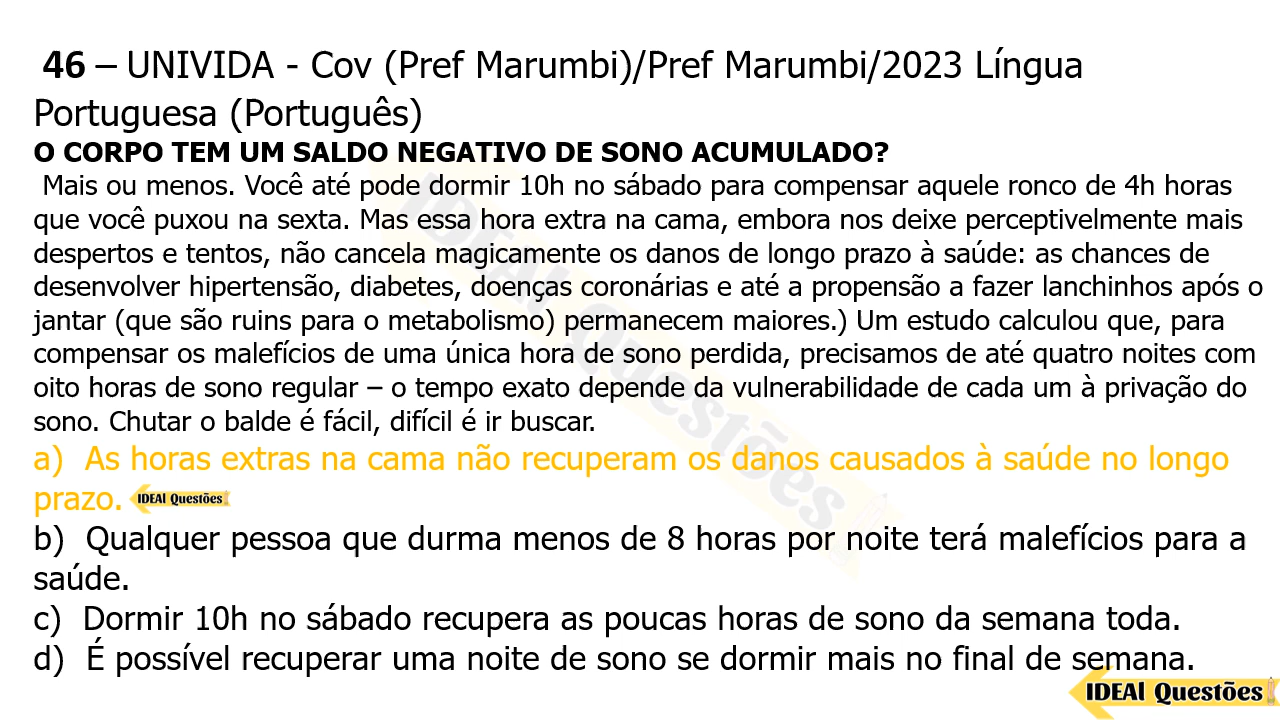 46 – UNIVIDA - Cov (Pref Marumbi)/Pref Marumbi/2023 Língua
Portuguesa (Português)
O CORPO TEM UM SALDO NEGATIVO DE SONO ACUMULADO?
Mais ou menos. Você até pode dormir 10h no sábado para compensar aquele ronco de 4h horas
que você puxou na sexta. Mas essa hora extra na cama, embora nos deixe perceptivelmente mais
despertos e tentos, não cancela magicamente os danos de longo prazo à saúde: as chances de
desenvolver hipertensão, diabetes, doenças coronárias e até a propensão a fazer lanchinhos após o
jantar (que são ruins para o metabolismo) permanecem maiores.) Um estudo calculou que, para
compensar os malefícios de uma única hora de sono perdida, precisamos de até quatro noites com
oito horas de sono regular – o tempo exato depende da vulnerabilidade de cada um à privação do
sono. Chutar o balde é fácil, difícil é ir buscar.
a) As horas extras na cama não recuperam os danos causados à saúde no longo
prazo. IDEAl Questões
b) Qualquer pessoa que durma menos de 8 horas por noite terá malefícios para a
saúde.
c) Dormir 10h no sábado recupera as poucas horas de sono da semana toda.
d) É possível recuperar uma noite de sono se dormir mais no final de semana.
IDEAl Questões
IDEAl Questões